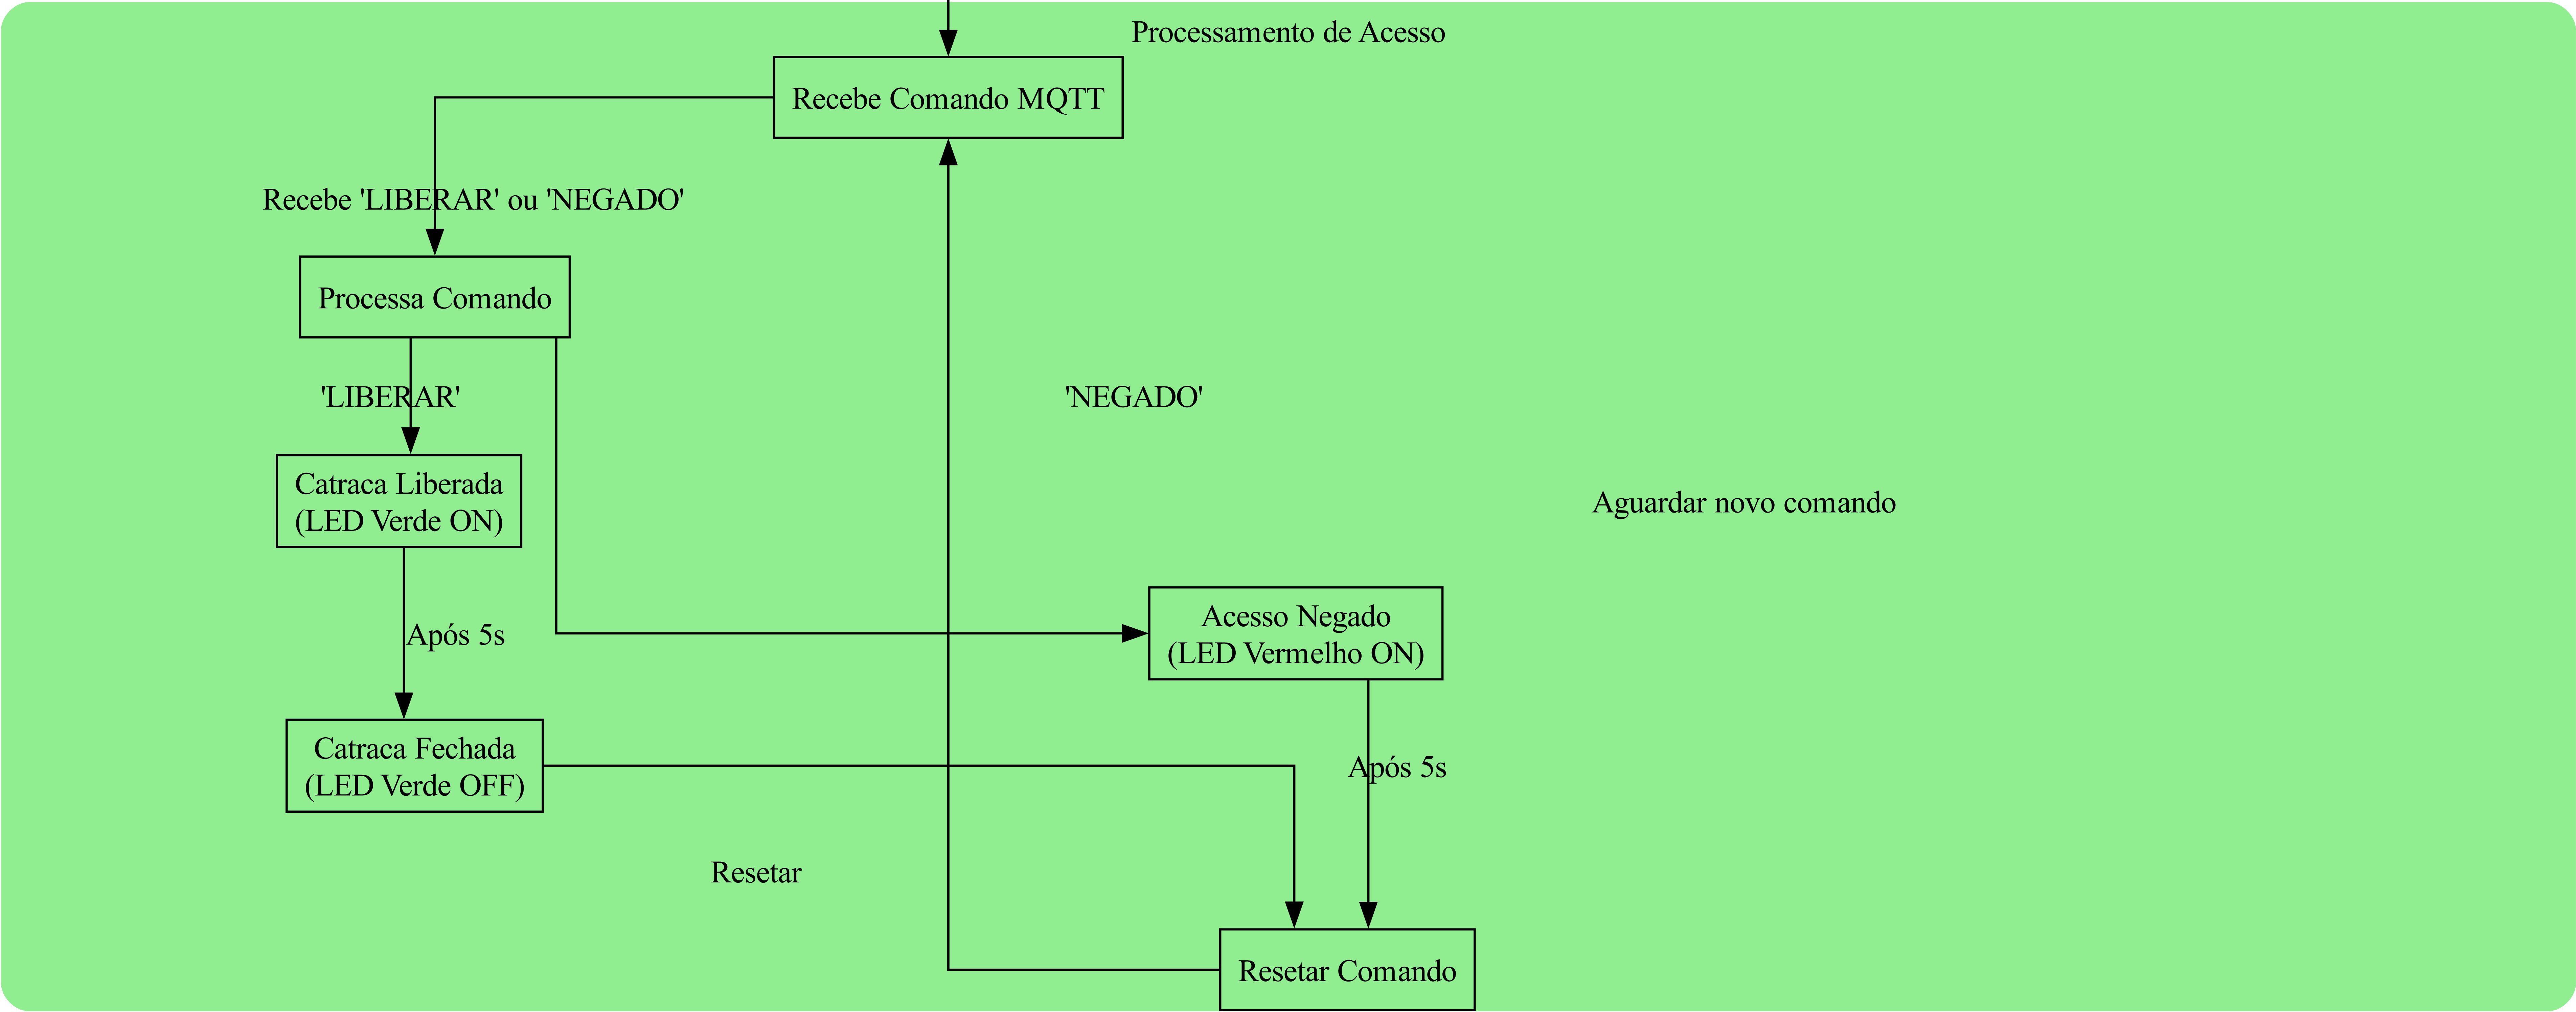 Processamento de Acesso
Recebe Comando MQTT
Recebe 'LIBERAR' ou 'NEGADO'
Processa Comando
'LIBERAR'
'NEGADO'
Catraca Liberada
(LED Verde ON)
Aguardar novo comando
Acesso Negado
(LED Vermelho ON)
Após 5s
Catraca Fechada
(LED Verde OFF)
Após 5s
Resetar
Resetar Comando